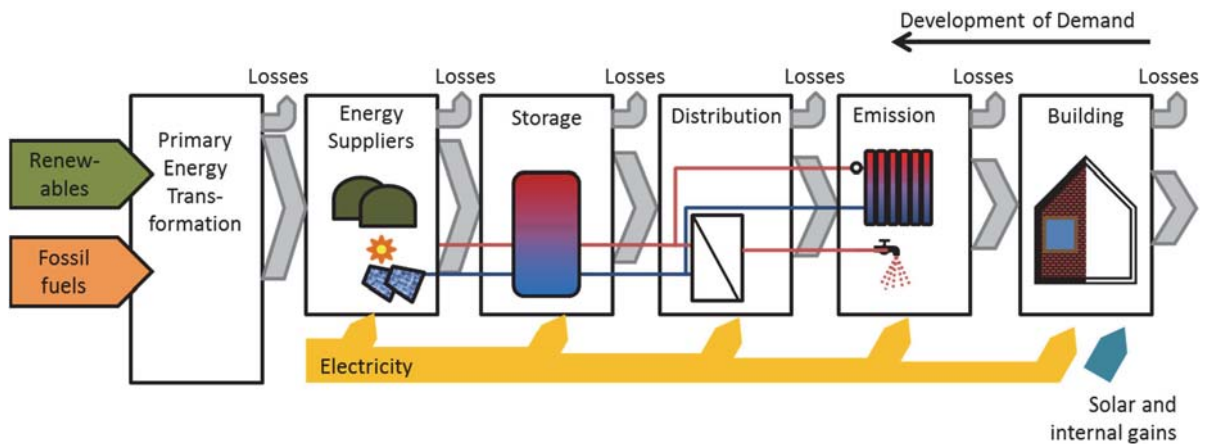 Development of Demand
Losses
Losses
Losses
Losses
Losses
Losses
Renew-
ables
Fossil
fuels
Primary
Energy
Trans-
formation
Energy
Suppliers
Storage
Distribution
Emission
Building
Electricity
Solar and
internal gains